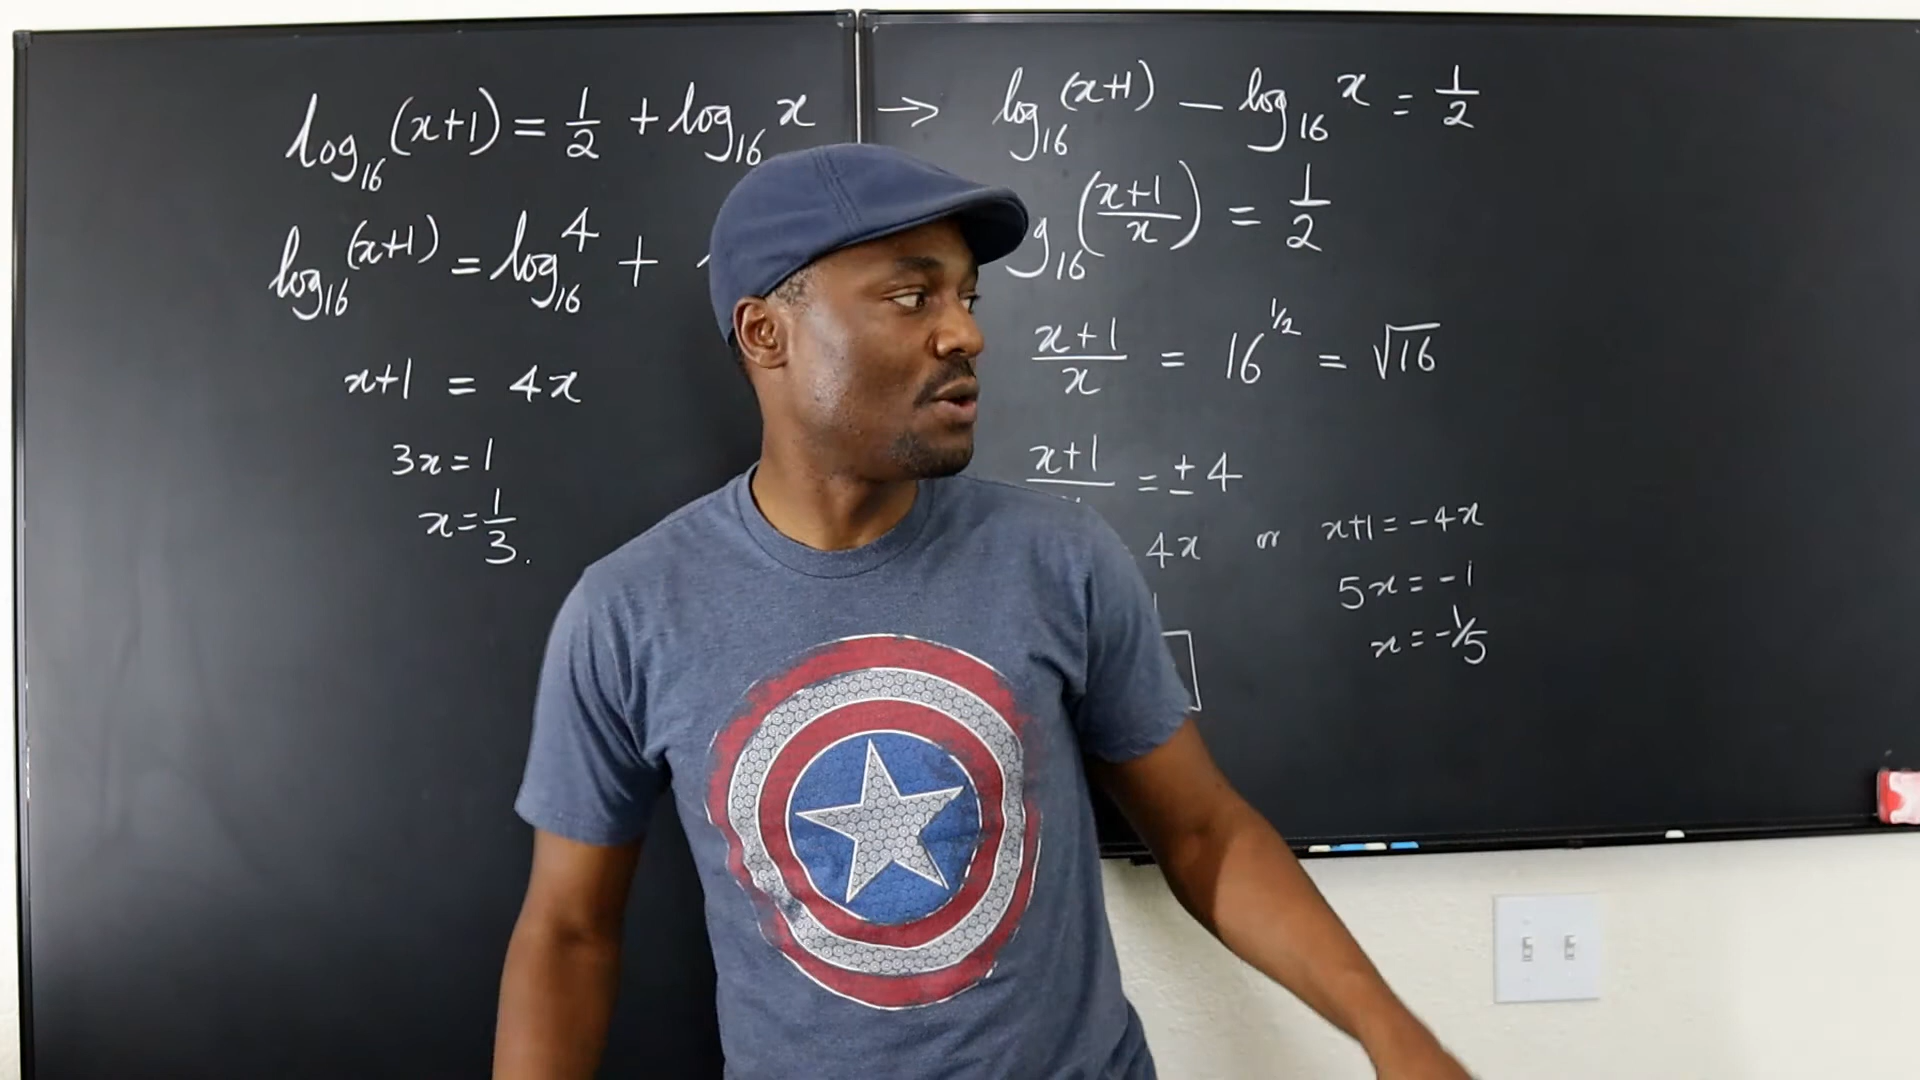 log₁₆(x+1) = 1/2 + log₁₆ x
log₁₆(x+1) = log₁₆ 4 +
x+1 = 4x
3x = 1
x = 1/3.
→ log₁₆(x+1) − log₁₆ x = 1/2
g₁₆((x+1)/x) = 1/2
(x+1)/x = 16^(1/2) = √16
x+1 = ± 4
4x or x+1 = −4x
5x = −1
x = −1/5